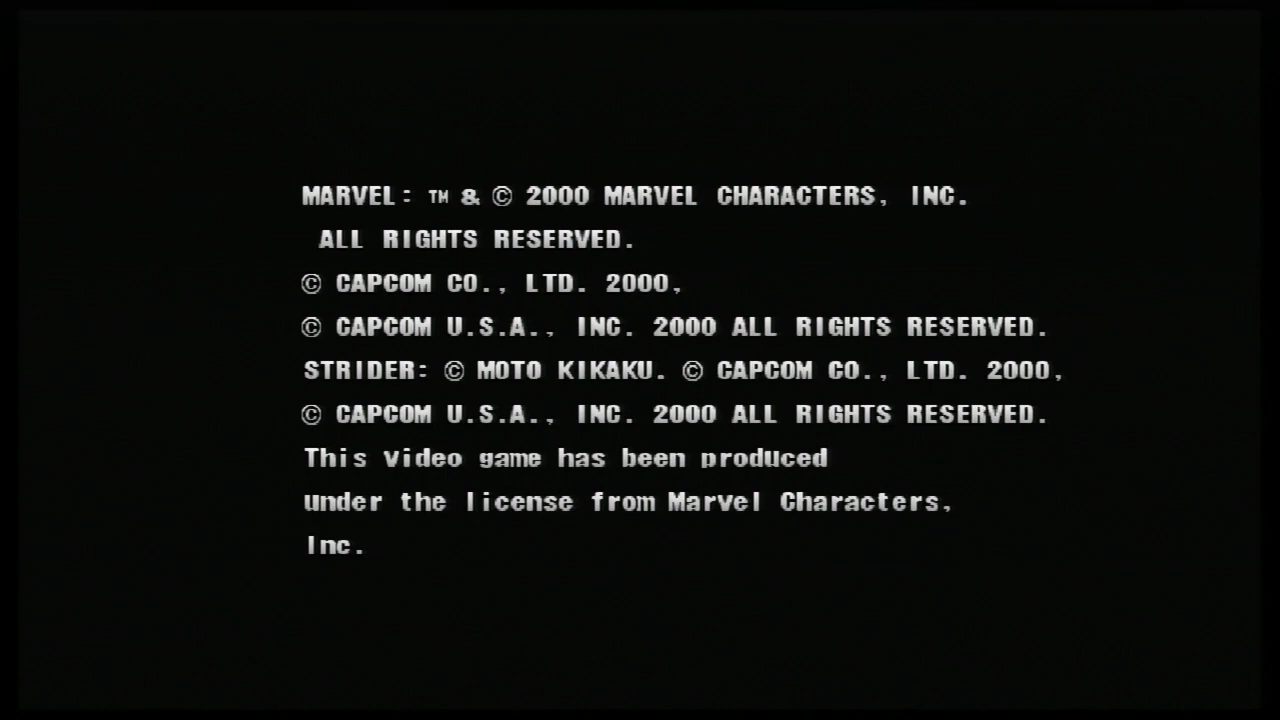 MARVEL: ™ & © 2000 MARVEL CHARACTERS, INC.
ALL RIGHTS RESERVED.
© CAPCOM CO., LTD. 2000,
© CAPCOM U.S.A., INC. 2000 ALL RIGHTS RESERVED.
STRIDER: © MOTO KIKAKU. © CAPCOM CO., LTD. 2000,
© CAPCOM U.S.A., INC. 2000 ALL RIGHTS RESERVED.
This video game has been produced
under the license from Marvel Characters,
Inc.